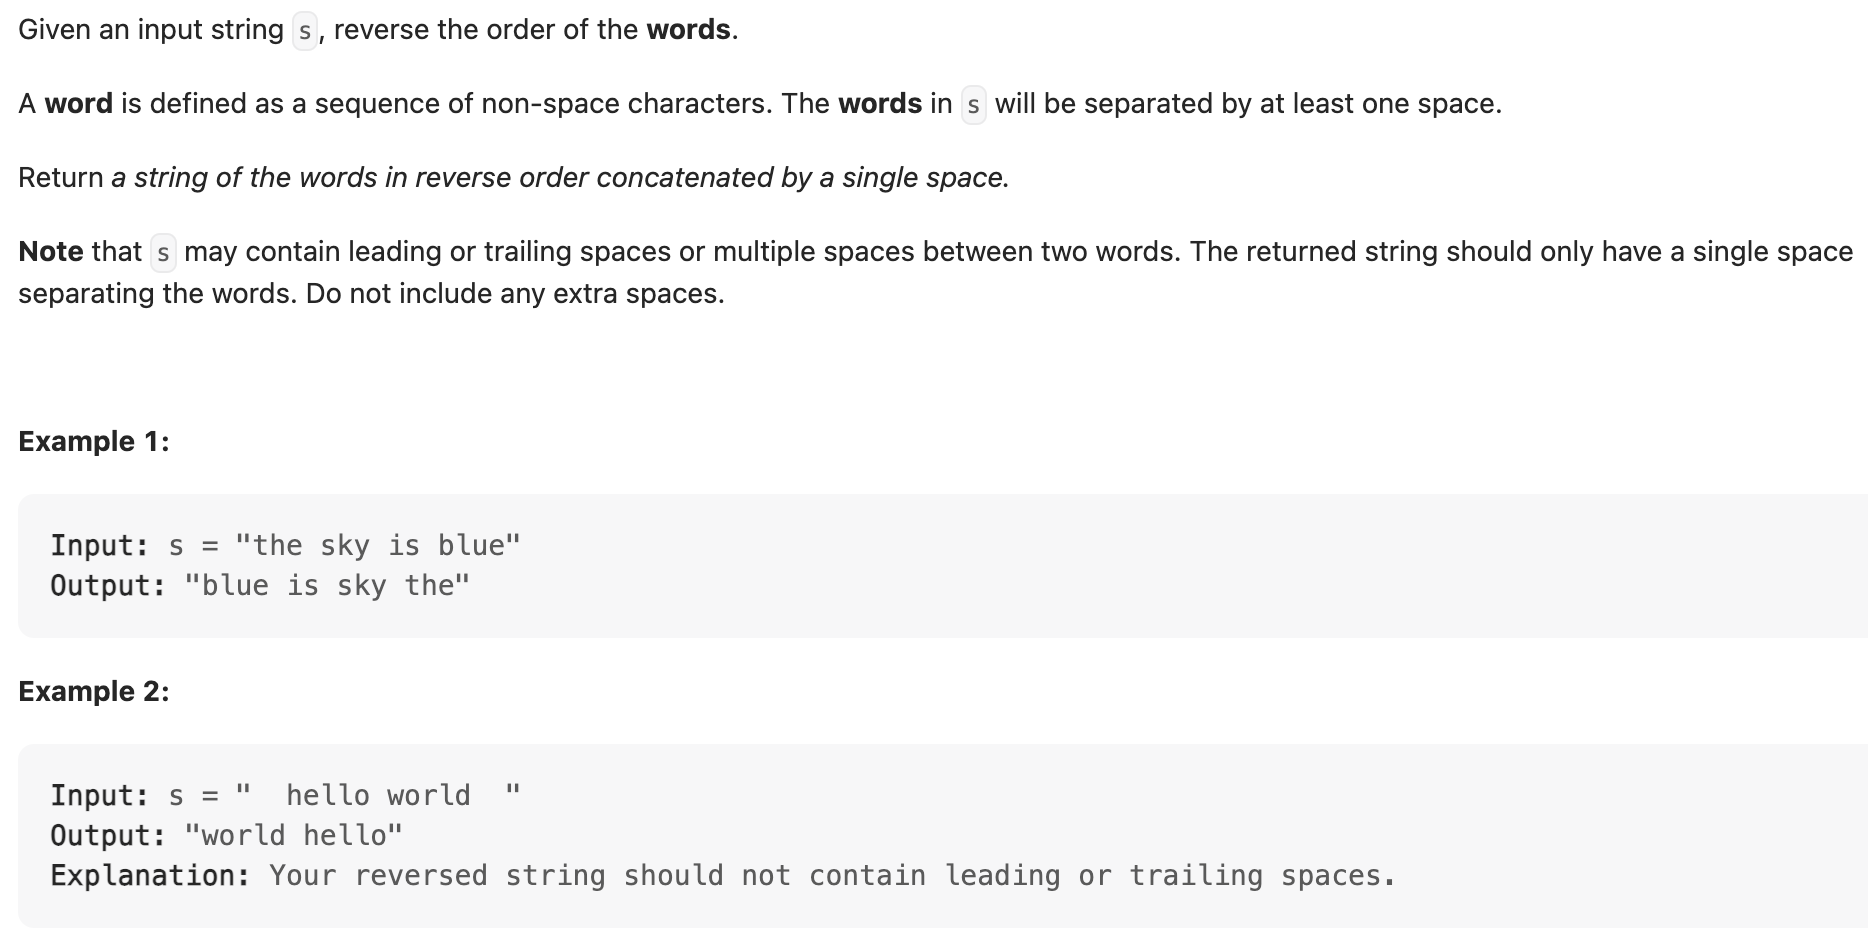 Given an input string s, reverse the order of the words.
A word is defined as a sequence of non-space characters. The words in s will be separated by at least one space.
Return a string of the words in reverse order concatenated by a single space.
Note that s may contain leading or trailing spaces or multiple spaces between two words. The returned string should only have a single space
separating the words. Do not include any extra spaces.
Example 1:
Input: s = "the sky is blue"
Output: "blue is sky the"
Example 2:
Input: s = "  hello world  "
Output: "world hello"
Explanation: Your reversed string should not contain leading or trailing spaces.